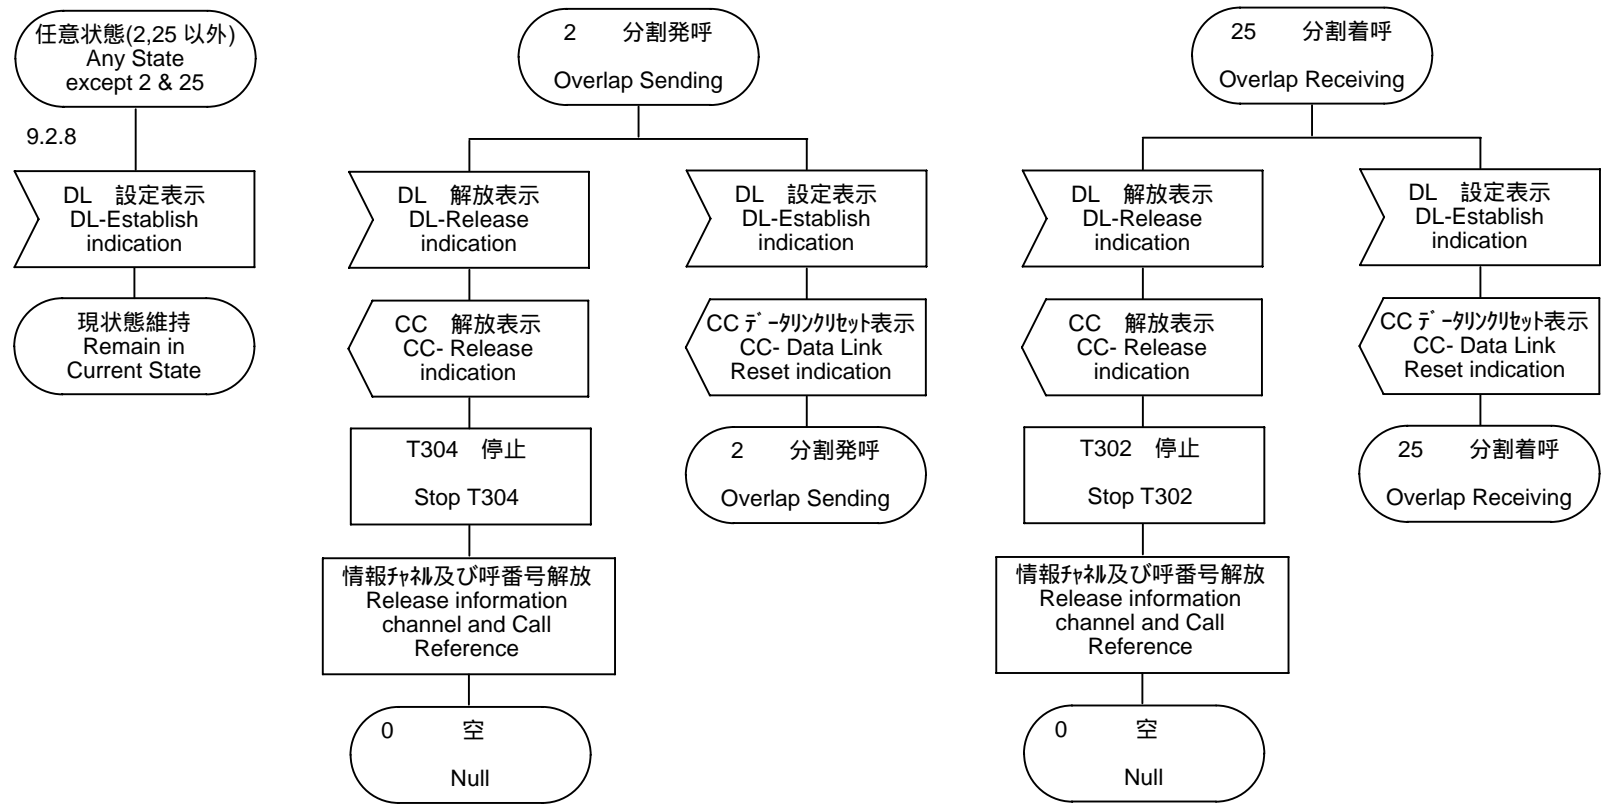 任意状態(2,25 以外)
Any State
except 2 & 25
9.2.8
DL　設定表示
DL-Establish
indication
現状態維持
Remain in
Current State
2　分割発呼
Overlap Sending
DL　解放表示
DL-Release
indication
CC　解放表示
CC- Release
indication
T304　停止
Stop T304
情報ﾁｬﾈﾙ及び呼番号解放
Release information
channel and Call
Reference
0　空
Null
DL　設定表示
DL-Establish
indication
CC ﾃﾞｰﾀﾘﾝｸﾘｾｯﾄ表示
CC- Data Link
Reset indication
2　分割発呼
Overlap Sending
25　分割着呼
Overlap Receiving
DL　解放表示
DL-Release
indication
CC　解放表示
CC- Release
indication
T302　停止
Stop T302
情報ﾁｬﾈﾙ及び呼番号解放
Release information
channel and Call
Reference
0　空
Null
DL　設定表示
DL-Establish
indication
CC ﾃﾞｰﾀﾘﾝｸﾘｾｯﾄ表示
CC- Data Link
Reset indication
25　分割着呼
Overlap Receiving